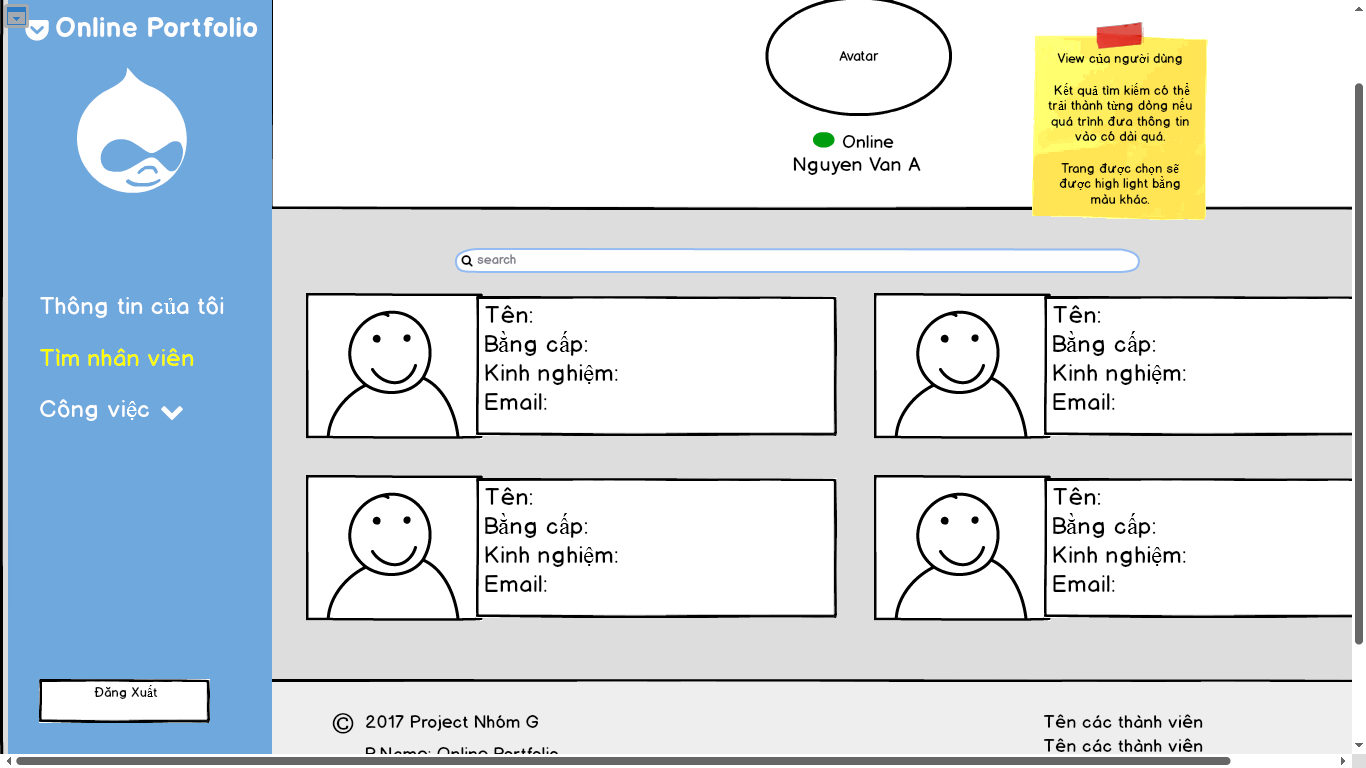 Online Portfolio
Thông tin của tôi
Tìm nhân viên
Công việc
Đăng Xuất
Avatar
Online
Nguyen Van A
View của người dùng
Kết quả tìm kiếm có thể
trải thành từng dòng nếu
quá trình đưa thông tin
vào có dài quá.
Trang được chọn sẽ
được high light bằng
màu khác.
search
Tên:
Bằng cấp:
Kinh nghiệm:
Email:
Tên:
Bằng cấp:
Kinh nghiệm:
Email:
Tên:
Bằng cấp:
Kinh nghiệm:
Email:
Tên:
Bằng cấp:
Kinh nghiệm:
Email:
© 2017 Project Nhóm G
P.Name: Online Portfolio
Tên các thành viên
Tên các thành viên